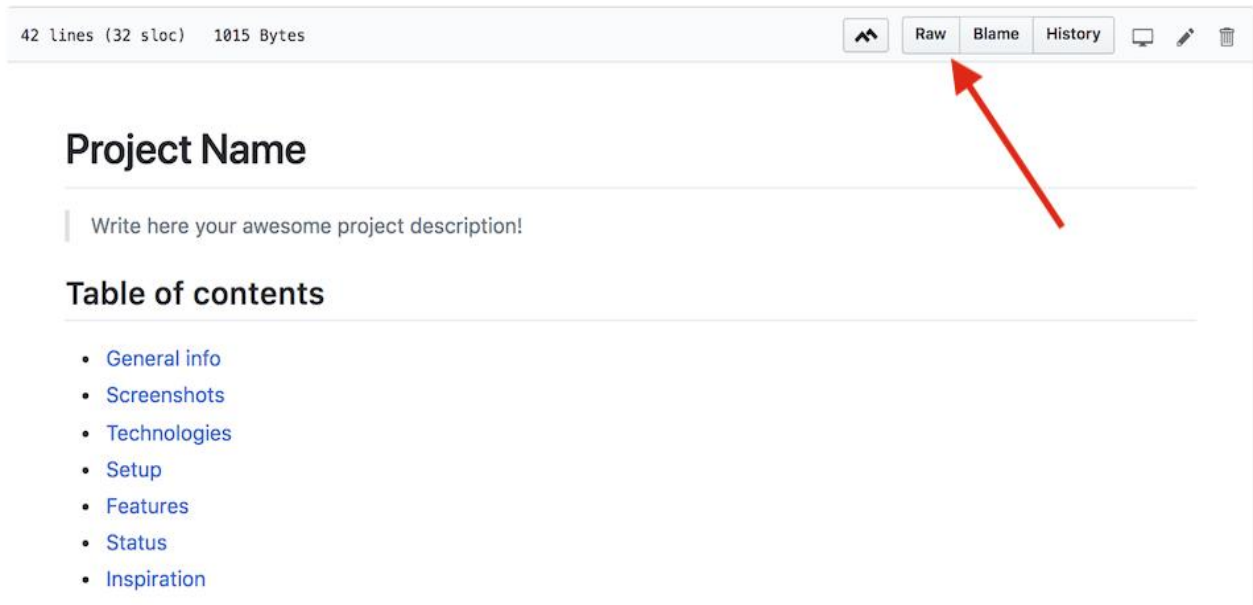 42 lines (32 sloc) 1015 Bytes Raw Blame History
Project Name
Write here your awesome project description!
Table of contents
General info
Screenshots
Technologies
Setup
Features
Status
Inspiration